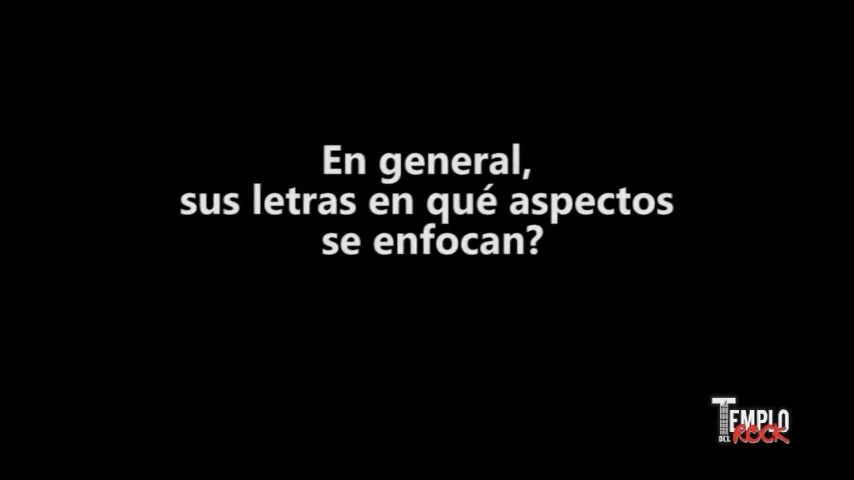 En general,
sus letras en qué aspectos
se enfocan?
TEMPLO
DEL ROCK